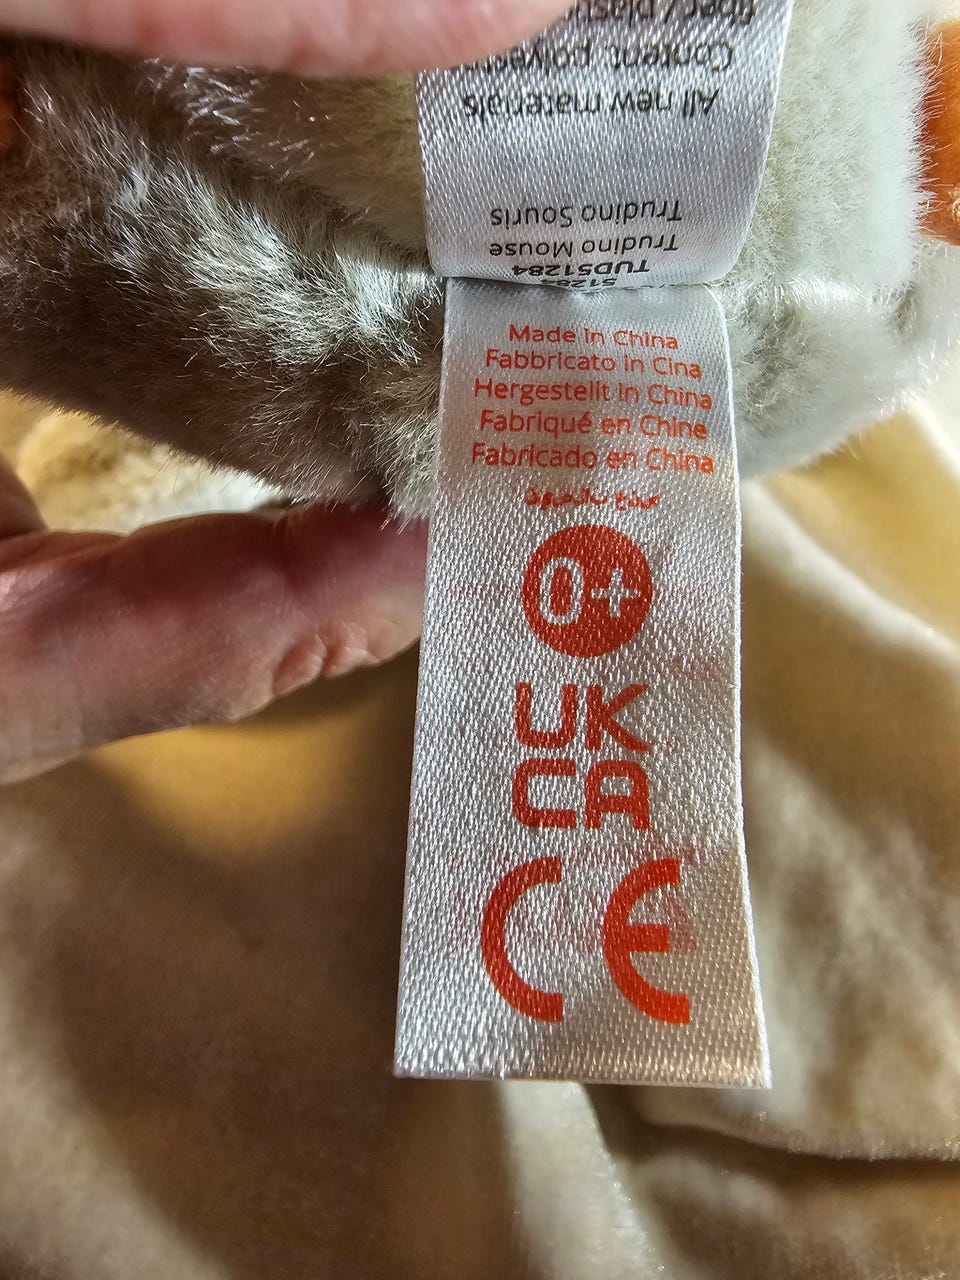 51284
TUD51284
Trudino Mouse
Trudino Souris
All new materials
Content:
Made in China
Fabbricato in Cina
Hergestellt in China
Fabriqué en Chine
Fabricado en China
0+
UK
CA
CE